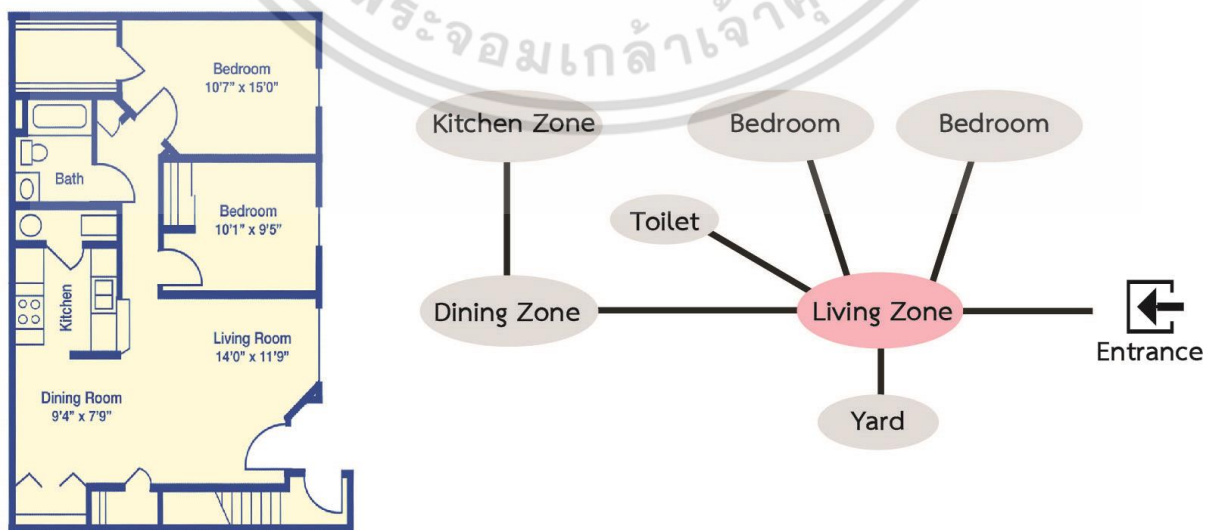 พระจอมเกล้าเจ้าคุ
Bedroom
10'7" x 15'0"
Bath
Bedroom
10'1" x 9'5"
Kitchen
Living Room
14'0" x 11'9"
Dining Room
9'4" x 7'9"
Kitchen Zone
Bedroom
Bedroom
Toilet
Dining Zone
Living Zone
Entrance
Yard